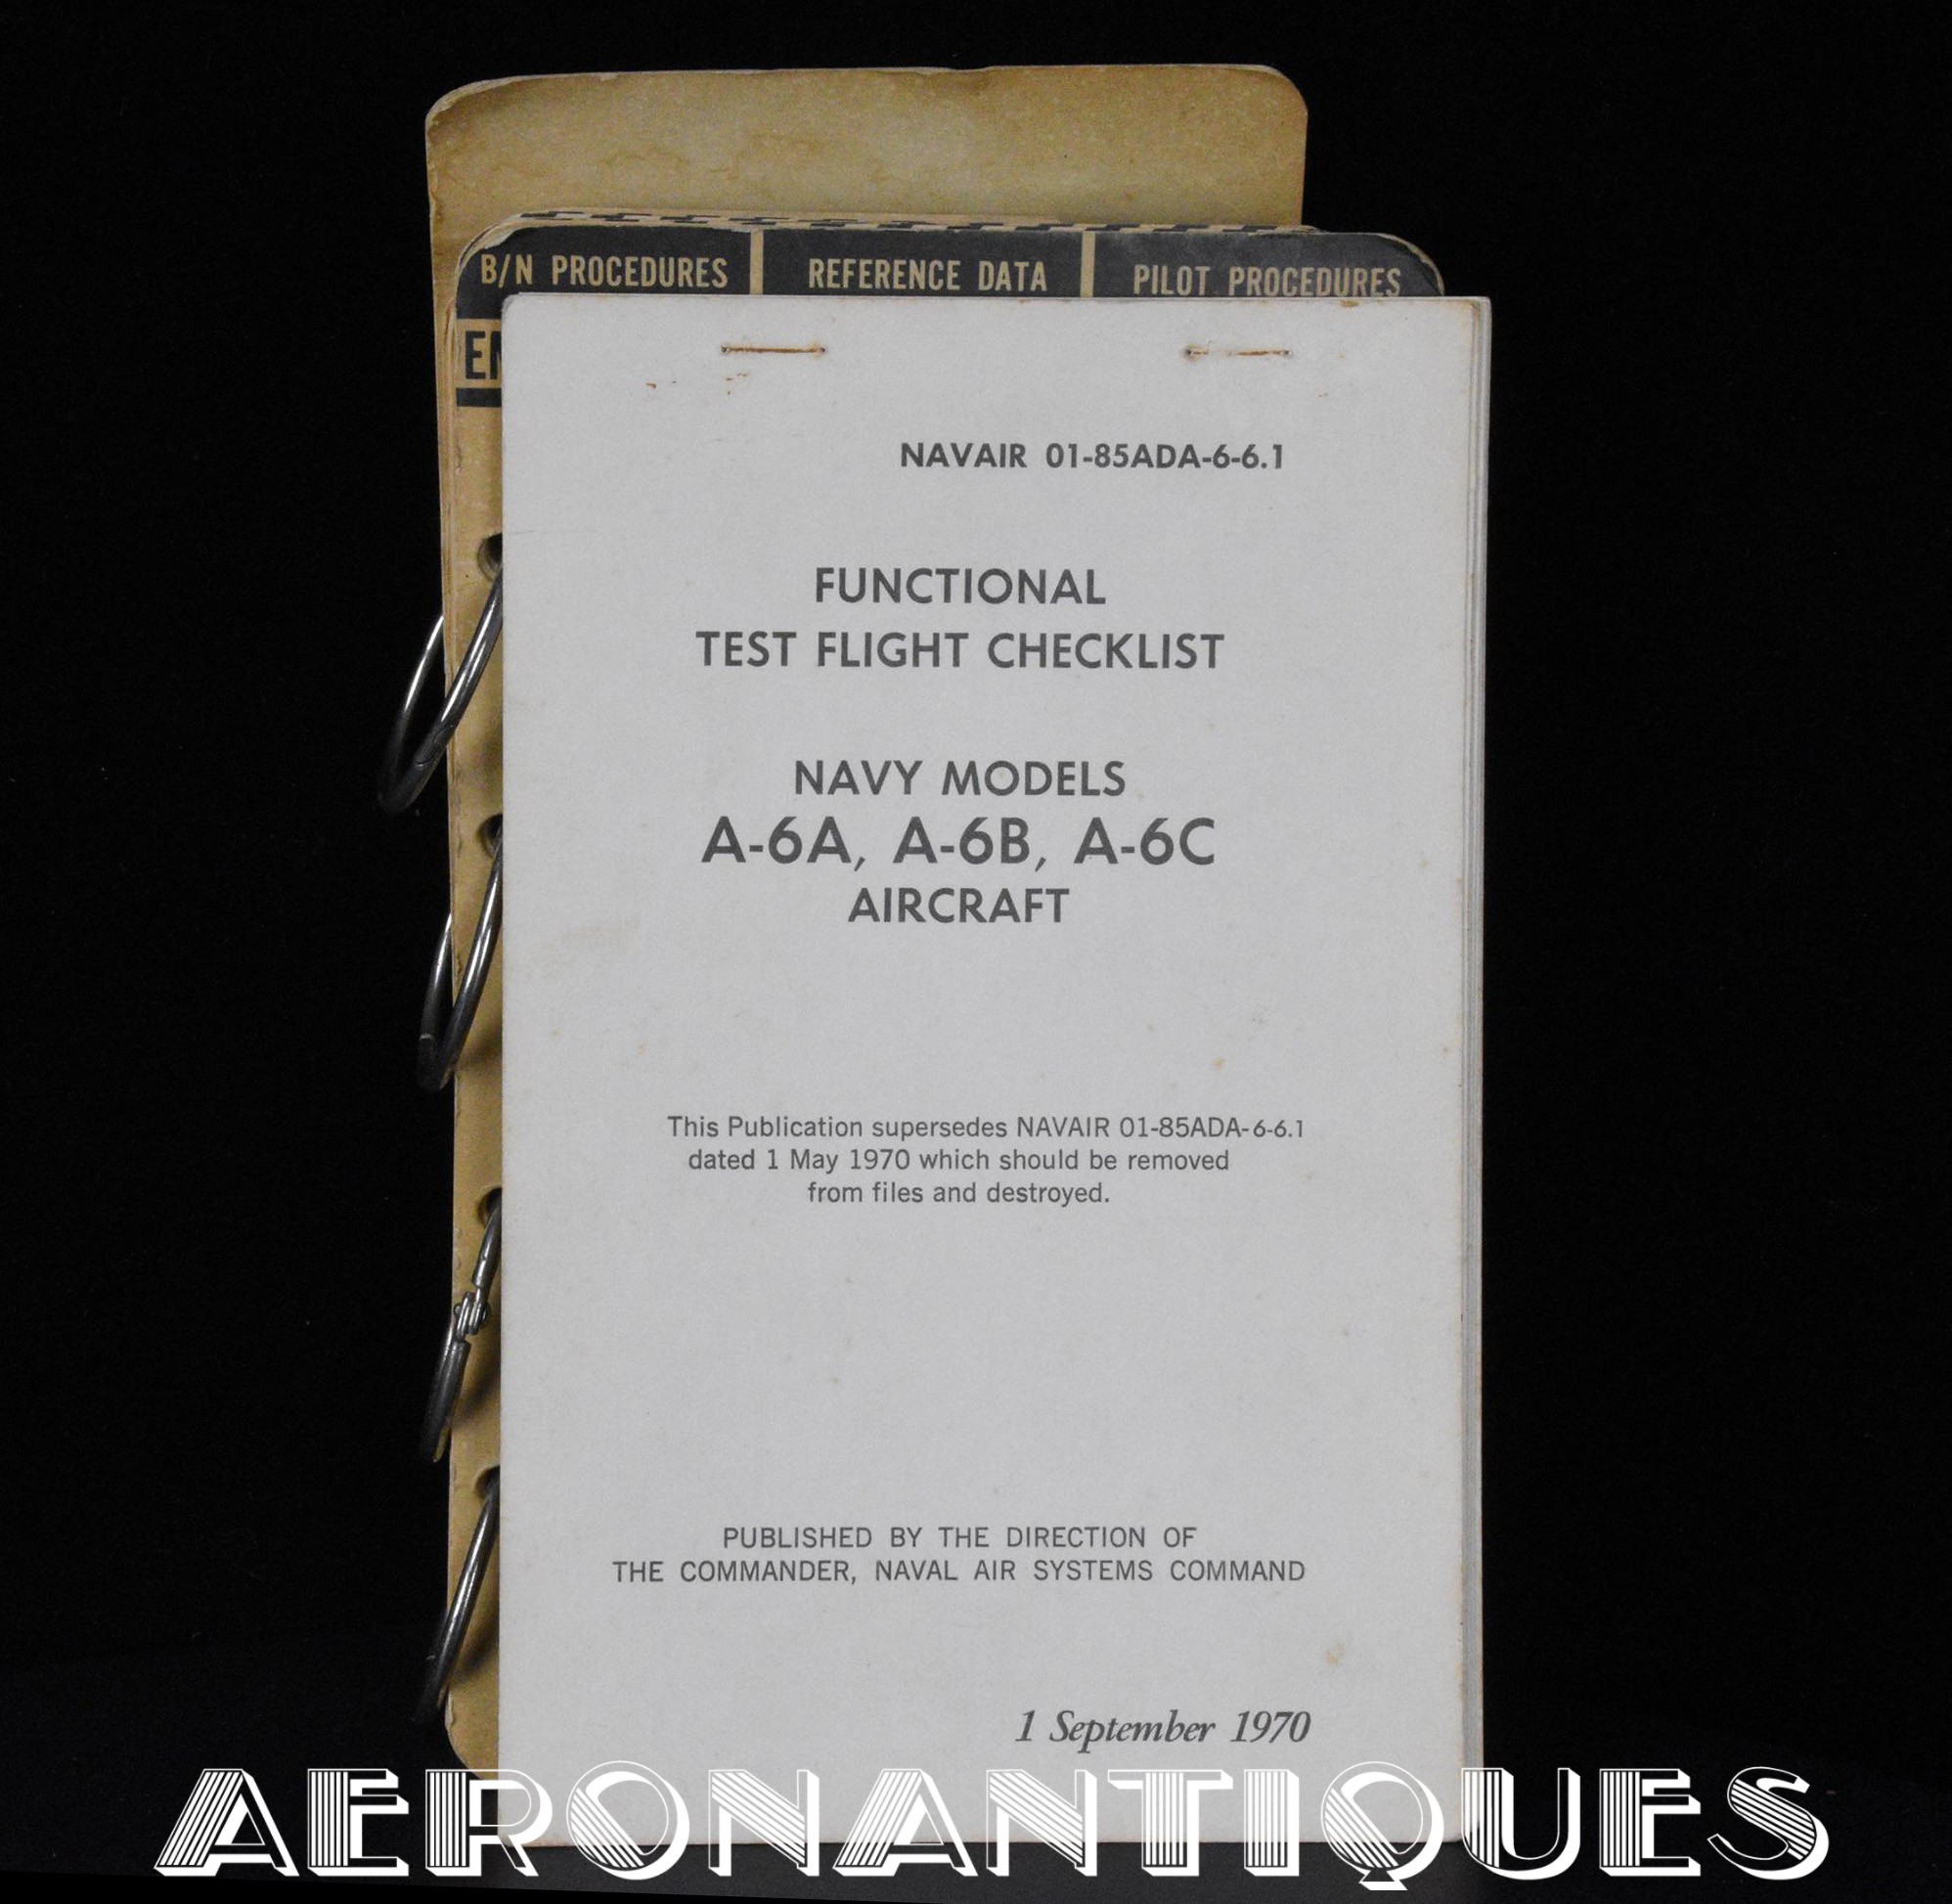 B/N PROCEDURES
REFERENCE DATA
PILOT PROCEDURES
NAVAIR 01-85ADA-6-6.1
FUNCTIONAL
TEST FLIGHT CHECKLIST
NAVY MODELS
A-6A, A-6B, A-6C
AIRCRAFT
This Publication supersedes NAVAIR 01-85ADA-6-6.1
dated 1 May 1970 which should be removed
from files and destroyed.
PUBLISHED BY THE DIRECTION OF
THE COMMANDER, NAVAL AIR SYSTEMS COMMAND
1 September 1970
AERONANTIQUES